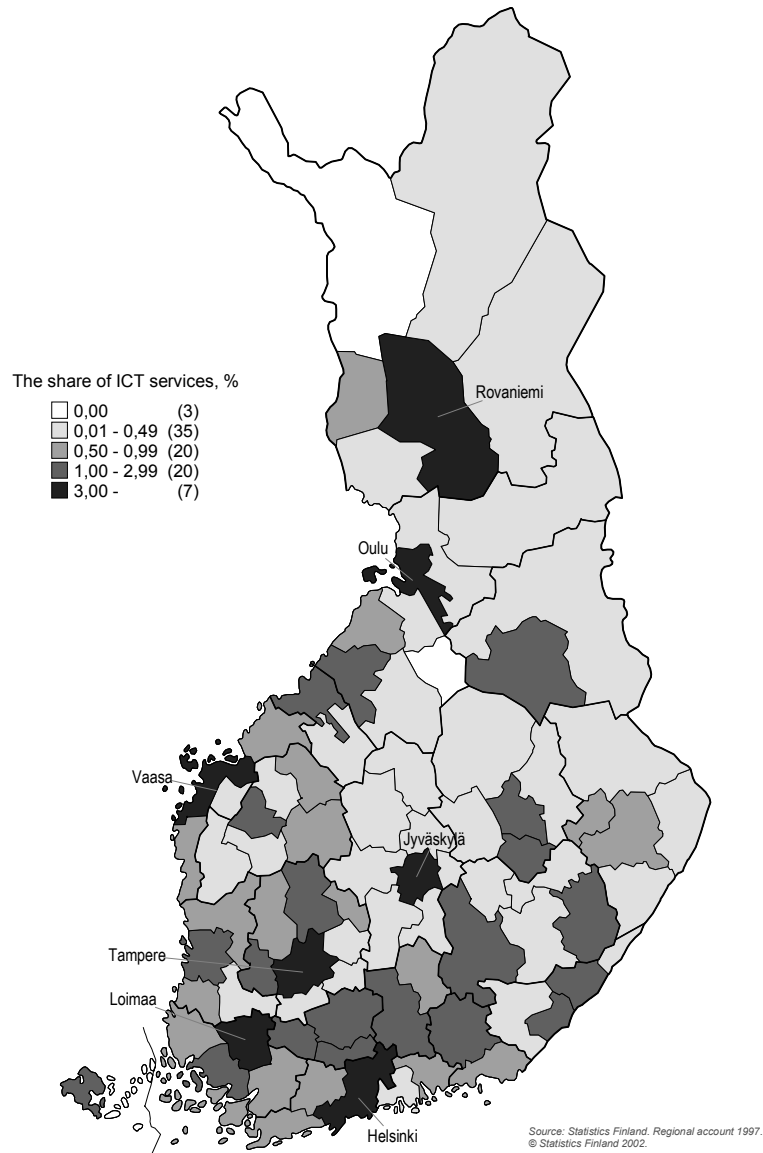 The share of ICT services, %
0,00 (3)
0,01 - 0,49 (35)
0,50 - 0,99 (20)
1,00 - 2,99 (20)
3,00 - (7)
Rovaniemi
Oulu
Vaasa
Jyväskylä
Tampere
Loimaa
Helsinki
Source: Statistics Finland. Regional account 1997.
© Statistics Finland 2002.